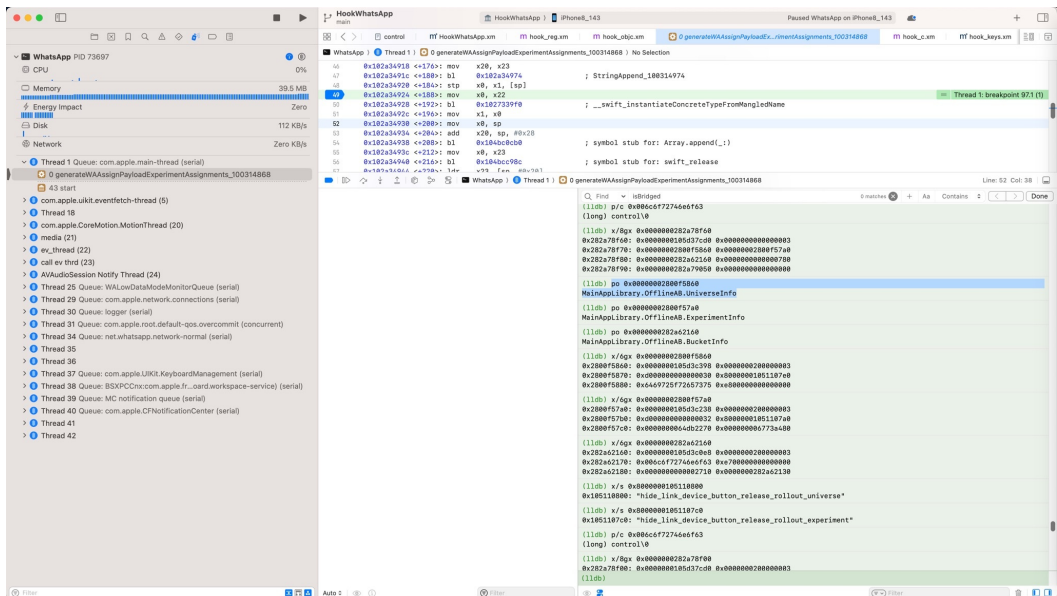 HookWhatsApp
main
HookWhatsApp
iPhone8_143
Paused WhatsApp on iPhone8_143
control
HookWhatsApp.xm
hook_reg.xm
hook_objc.xm
0 generateWAAssignPayloadEx...rimentAssignments_100314868
hook_c.xm
hook_keys.xm
WhatsApp PID 73697
WhatsApp
Thread 1
0 generateWAAssignPayloadExperimentAssignments_100314868
No Selection
CPU 0%
Memory 39.5 MB
Energy Impact Zero
Disk 112 KB/s
Network Zero KB/s
Thread 1 Queue: com.apple.main-thread (serial)
0 generateWAAssignPayloadExperimentAssignments_100314868
43 start
com.apple.uikit.eventfetch-thread (5)
Thread 18
com.apple.CoreMotion.MotionThread (20)
media (21)
ev_thread (22)
call ev thrd (23)
AVAudioSession Notify Thread (24)
Thread 25 Queue: WALowDataModeMonitorQueue (serial)
Thread 29 Queue: com.apple.network.connections (serial)
Thread 30 Queue: logger (serial)
Thread 31 Queue: com.apple.root.default-qos.overcommit (concurrent)
Thread 34 Queue: net.whatsapp.network-normal (serial)
Thread 35
Thread 36
Thread 37 Queue: com.apple.UIKit.KeyboardManagement (serial)
Thread 38 Queue: BSXPCCnx:com.apple.fr...oard.workspace-service) (serial)
Thread 39 Queue: MC notification queue (serial)
Thread 40 Queue: com.apple.CFNotificationCenter (serial)
Thread 41
Thread 42
46 0x102a34918 <+176>: mov x20, x23
47 0x102a3491c <+180>: bl 0x102a34974 ; StringAppend_100314974
48 0x102a34920 <+184>: stp x0, x1, [sp]
49 0x102a34924 <+188>: mov x0, x22
Thread 1: breakpoint 97.1 (1)
50 0x102a34928 <+192>: bl 0x1027339f0 ; __swift_instantiateConcreteTypeFromMangledName
51 0x102a3492c <+196>: mov x1, x0
52 0x102a34930 <+200>: mov x0, sp
53 0x102a34934 <+204>: add x20, sp, #0x28
54 0x102a34938 <+208>: bl 0x104bc0cb0 ; symbol stub for: Array.append(_:)
55 0x102a3493c <+212>: mov x0, x23
56 0x102a34940 <+216>: bl 0x104bcc98c ; symbol stub for: swift_release
WhatsApp
Thread 1
0 generateWAAssignPayloadExperimentAssignments_100314868
Line: 52 Col: 38
Find isBridged
0 matches
Aa
Contains
Done
(lldb) p/c 0x006c6f72746e6f63
(long) control\0
(lldb) x/8gx 0x0000000282a78f60
0x282a78f60: 0x0000000105d37cd0 0x0000000000000003
0x282a78f70: 0x00000002800f5860 0x00000002800f57a0
0x282a78f80: 0x0000000282a62160 0x0000000000000780
0x282a78f90: 0x0000000282a79050 0x0000000000000000
(lldb) po 0x00000002800f5860
MainAppLibrary.OfflineAB.UniverseInfo
(lldb) po 0x00000002800f57a0
MainAppLibrary.OfflineAB.ExperimentInfo
(lldb) po 0x0000000282a62160
MainAppLibrary.OfflineAB.BucketInfo
(lldb) x/6gx 0x00000002800f5860
0x2800f5860: 0x0000000105d3c398 0x0000000200000003
0x2800f5870: 0xd000000000000030 0x80000001051107e0
0x2800f5880: 0x6469725f72657375 0xe800000000000000
(lldb) x/6gx 0x00000002800f57a0
0x2800f57a0: 0x0000000105d3c238 0x0000000200000003
0x2800f57b0: 0xd000000000000032 0x80000001051107a0
0x2800f57c0: 0x0000000064db2270 0x000000006773a480
(lldb) x/6gx 0x0000000282a62160
0x282a62160: 0x0000000105d3c0e8 0x0000000200000003
0x282a62170: 0x006c6f72746e6f63 0xe700000000000000
0x282a62180: 0x0000000000002710 0x0000000282a62130
(lldb) x/s 0x8000000105110800
0x105110800: "hide_link_device_button_release_rollout_universe"
(lldb) x/s 0x80000001051107c0
0x1051107c0: "hide_link_device_button_release_rollout_experiment"
(lldb) p/c 0x006c6f72746e6f63
(long) control\0
(lldb) x/8gx 0x0000000282a78f00
0x282a78f00: 0x0000000105d37cd0 0x0000000200000003
(lldb)
Filter
Auto
Filter
Filter